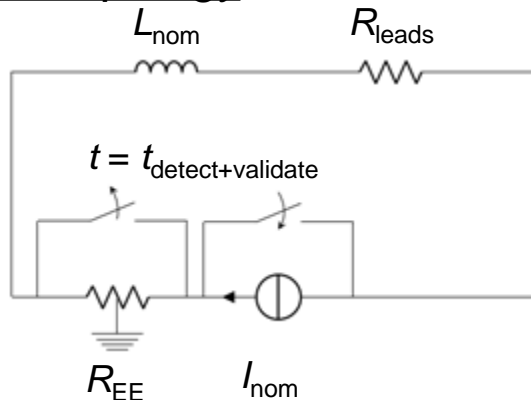 L_nom R_leads
t = t_detect+validate
R_EE I_nom